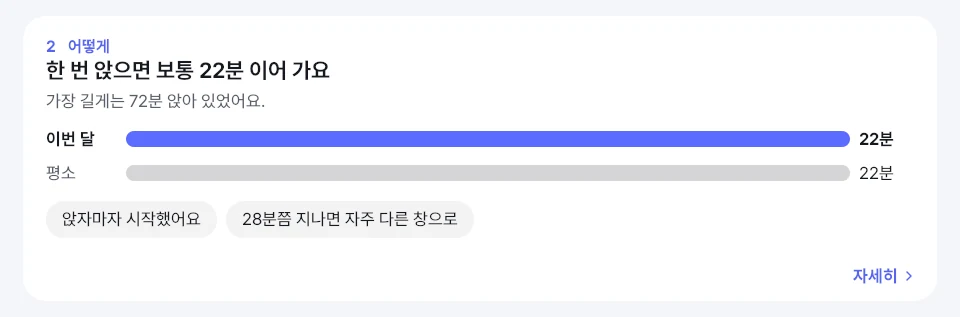 2 어떻게
한 번 앉으면 보통 22분 이어 가요
가장 길게는 72분 앉아 있었어요.
이번 달 22분
평소 22분
앉자마자 시작했어요 28분쯤 지나면 자주 다른 창으로
자세히 >